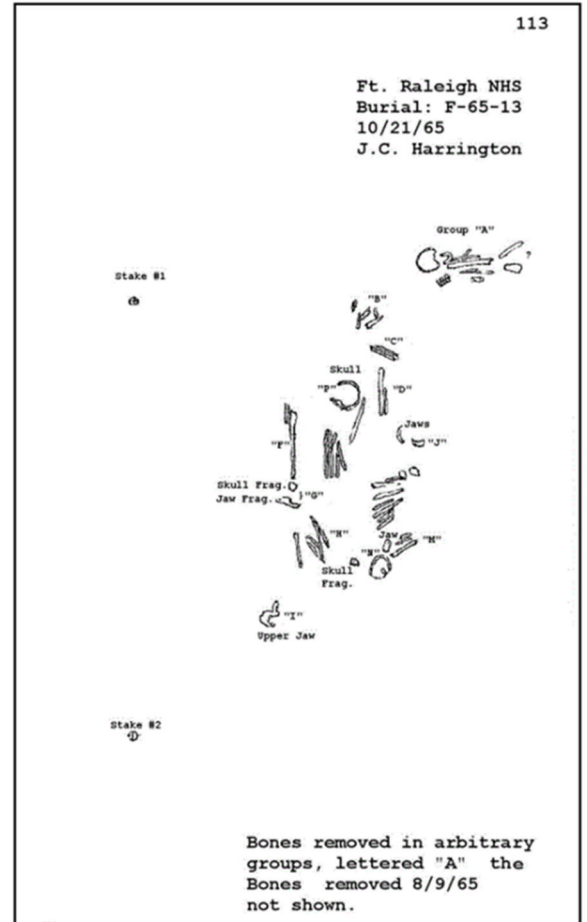 113
Ft. Raleigh NHS
Burial: F-65-13
10/21/65
J.C. Harrington
Group "A"
?
Stake #1
"B"
"C"
Skull
"P"
"D"
Jaws
"J"
"F"
Skull Frag.
Jaw Frag.
}"G"
"H"
Jaw
"M"
"N"
Skull
Frag.
"I"
Upper Jaw
Stake #2
Bones removed in arbitrary
groups, lettered "A" the
Bones removed 8/9/65
not shown.